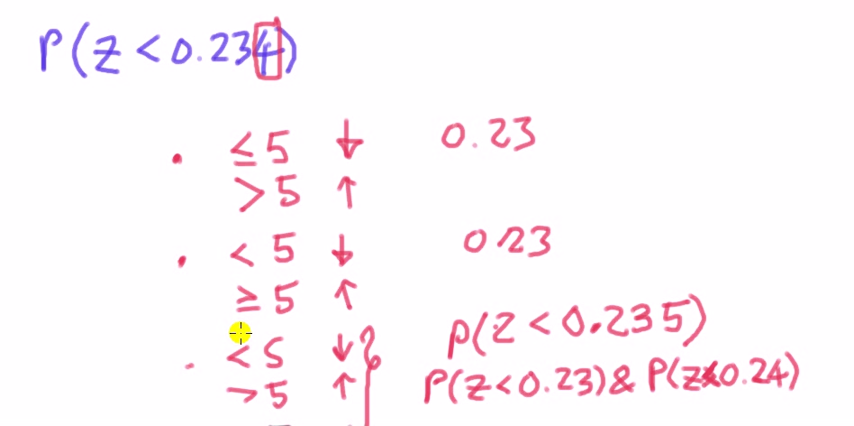 P(Z < 0.234)
. ≤ 5 ↓ 0.23
> 5 ↑
. < 5 ↓ 0.23
≥ 5 ↑
P(Z < 0.235)
. < 5 ↓
> 5 ↑ P(Z < 0.23) & P(Z < 0.24)